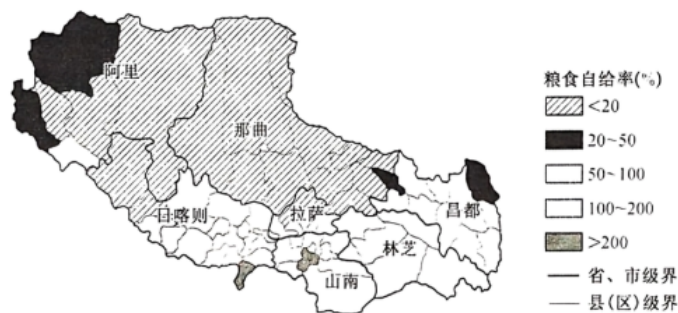 阿里
那曲
日喀则
拉萨
昌都
林芝
山南
粮食自给率(%)
<20
20~50
50~100
100~200
>200
省、市级界
县(区)级界